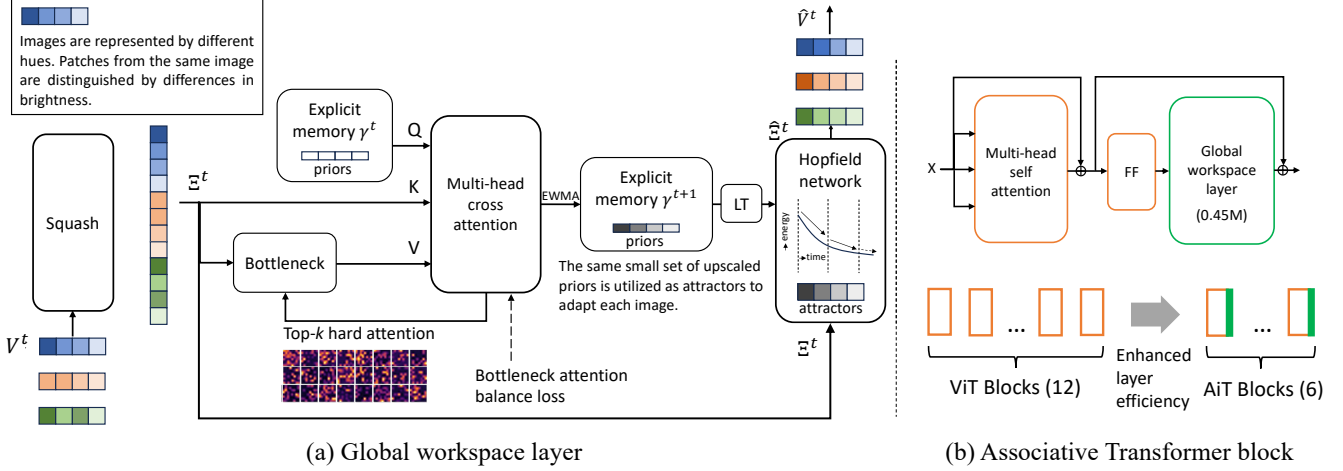 Images are represented by different
hues. Patches from the same image
are distinguished by differences in
brightness.
Squash
V^t
Ξ^t
Explicit
memory γ^t
priors
Q
K
V
Bottleneck
Multi-head
cross
attention
Top-k hard attention
Bottleneck attention
balance loss
EWMA
Explicit
memory γ^{t+1}
priors
The same small set of upscaled
priors is utilized as attractors to
adapt each image.
LT
V̂^t
Ξ̂^t
Hopfield
network
energy
time
attractors
Ξ^t
(a) Global workspace layer
X
Multi-head
self
attention
FF
Global
workspace
layer
(0.45M)
...
ViT Blocks (12)
Enhanced
layer
efficiency
...
AiT Blocks (6)
(b) Associative Transformer block